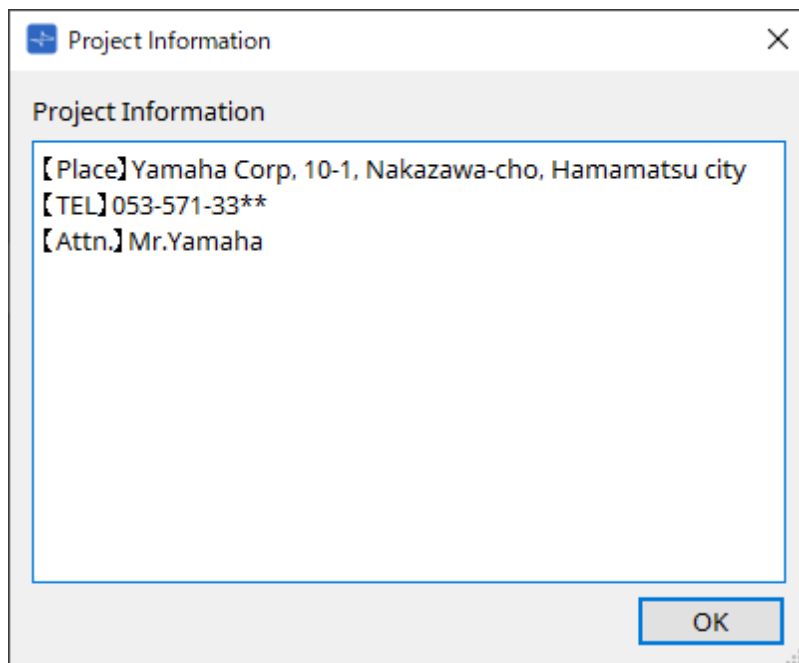 Project Information
Project Information
【Place】Yamaha Corp, 10-1, Nakazawa-cho, Hamamatsu city
【TEL】053-571-33**
【Attn.】Mr.Yamaha
OK